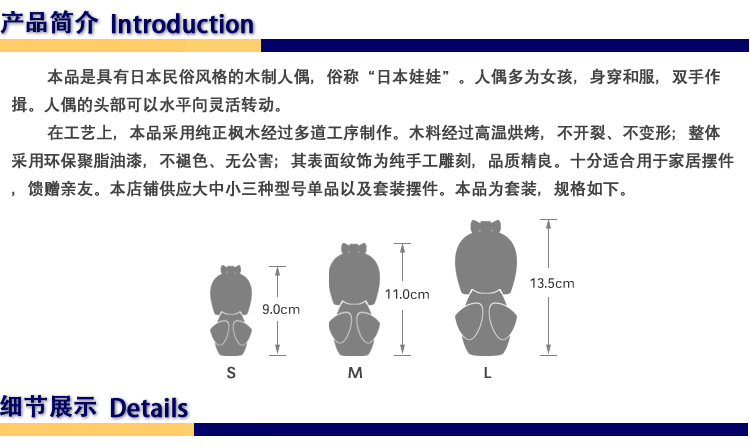 产品简介 Introduction
本品是具有日本民俗风格的木制人偶，俗称“日本娃娃”。人偶多为女孩，身穿和服，双手作
揖。人偶的头部可以水平向灵活转动。
在工艺上，本品采用纯正枫木经过多道工序制作。木料经过高温烘烤，不开裂、不变形；整体
采用环保聚脂油漆，不褪色、无公害；其表面纹饰为纯手工雕刻，品质精良。十分适合用于家居摆件
，馈赠亲友。本店铺供应大中小三种型号单品以及套装摆件。本品为套装，规格如下。
9.0cm
11.0cm
13.5cm
S
M
L
细节展示 Details